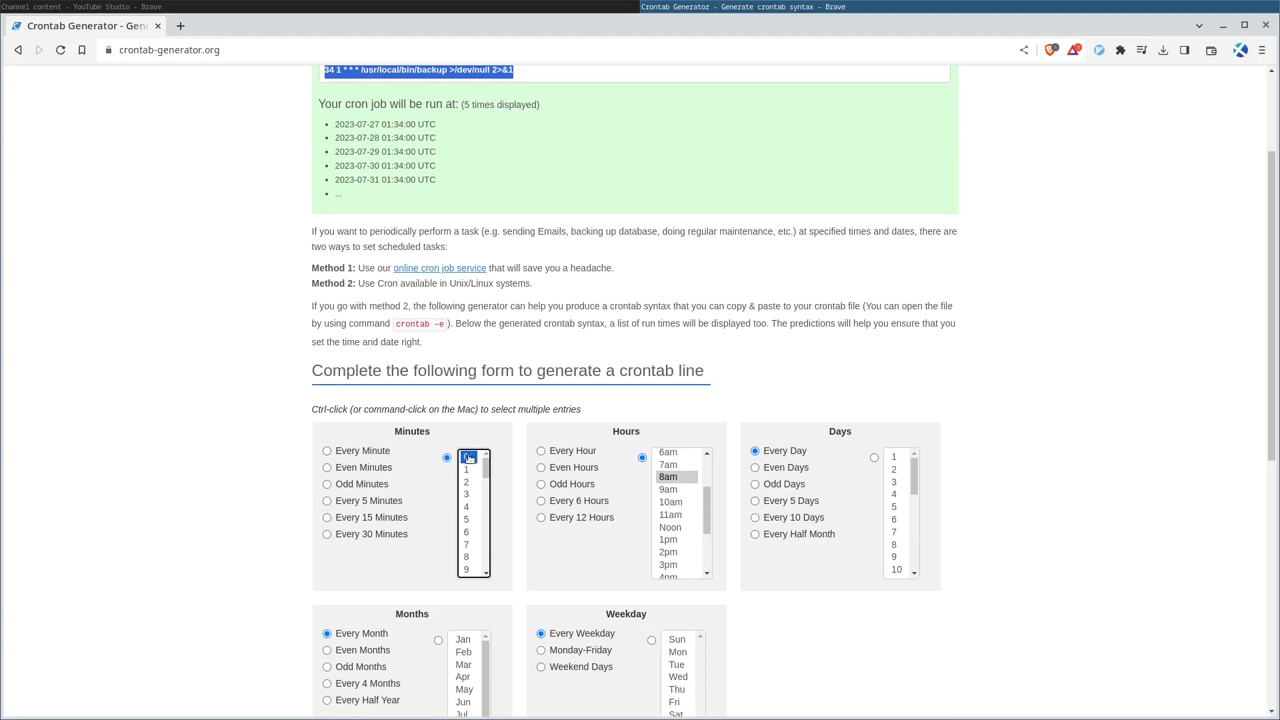 Channel content - YouTube Studio - Brave
Crontab Generator - Generate crontab syntax - Brave
Crontab Generator - Gen
crontab-generator.org
34 1 * * * /usr/local/bin/backup >/dev/null 2>&1
Your cron job will be run at: (5 times displayed)
2023-07-27 01:34:00 UTC
2023-07-28 01:34:00 UTC
2023-07-29 01:34:00 UTC
2023-07-30 01:34:00 UTC
2023-07-31 01:34:00 UTC
...
If you want to periodically perform a task (e.g. sending Emails, backing up database, doing regular maintenance, etc.) at specified times and dates, there are
two ways to set scheduled tasks:
Method 1: Use our online cron job service that will save you a headache.
Method 2: Use Cron available in Unix/Linux systems.
If you go with method 2, the following generator can help you produce a crontab syntax that you can copy & paste to your crontab file (You can open the file
by using command crontab -e ). Below the generated crontab syntax, a list of run times will be displayed too. The predictions will help you ensure that you
set the time and date right.
Complete the following form to generate a crontab line
Ctrl-click (or command-click on the Mac) to select multiple entries
Minutes
Every Minute
Even Minutes
Odd Minutes
Every 5 Minutes
Every 15 Minutes
Every 30 Minutes
1
2
3
4
5
6
7
8
9
Hours
Every Hour
Even Hours
Odd Hours
Every 6 Hours
Every 12 Hours
6am
7am
8am
9am
10am
11am
Noon
1pm
2pm
3pm
4pm
Days
Every Day
Even Days
Odd Days
Every 5 Days
Every 10 Days
Every Half Month
1
2
3
4
5
6
7
8
9
10
Months
Every Month
Even Months
Odd Months
Every 4 Months
Every Half Year
Jan
Feb
Mar
Apr
May
Jun
Jul
Weekday
Every Weekday
Monday-Friday
Weekend Days
Sun
Mon
Tue
Wed
Thu
Fri
Sat